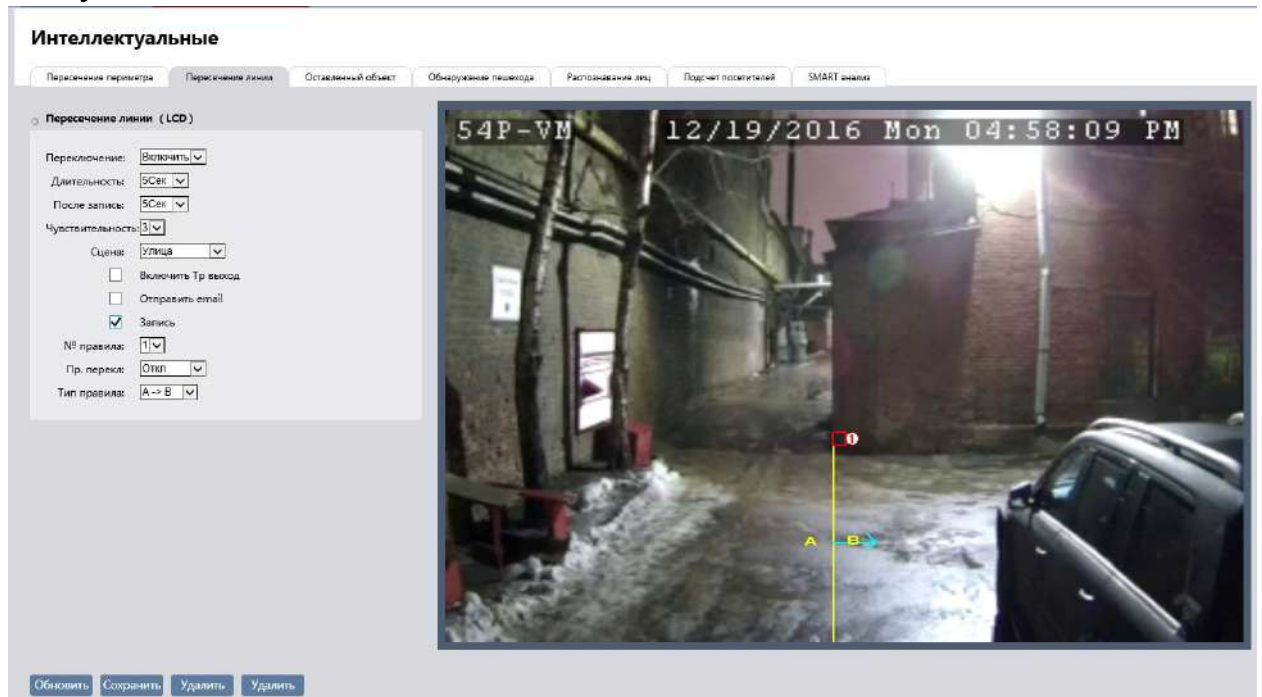 Интеллектуальные
Пересечение периметра Пересечение линии Оставленный объект Обнаружение пешехода Распознавание лиц Подсчет посетителей SMART анализ
Пересечение линии (LCD)
Переключение: Включить
Длительность: 5Сек
После запись: 5Сек
Чувствительность: 3
Сцена: Улица
Включить Тр выход
Отправить email
Запись
№ правила: 1
Пр. перекл: Откл
Тип правила: A -> B
54P-VM 12/19/2016 Mon 04:58:09 PM
1
A B
Обновить Сохранить Удалить Удалить